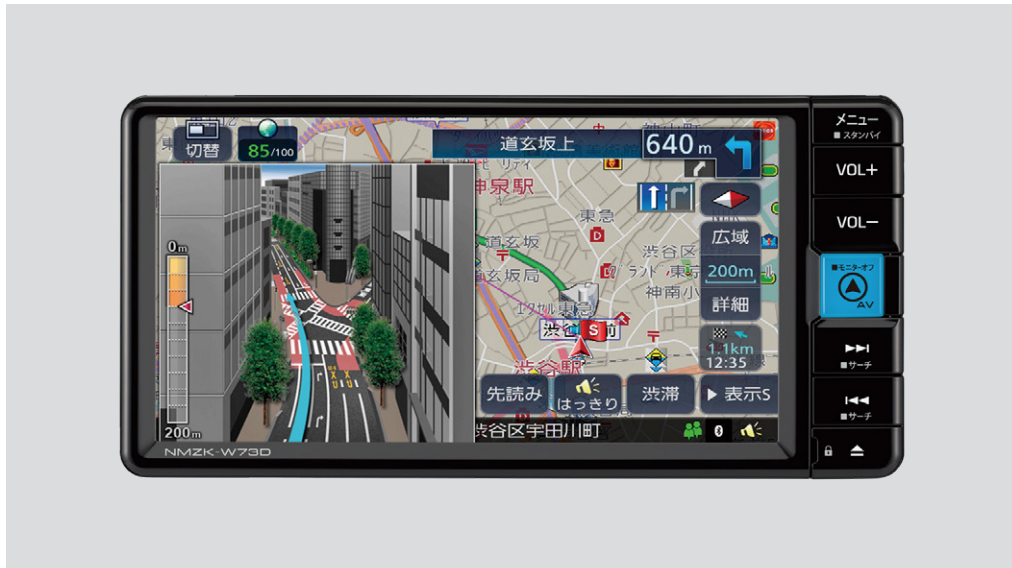 切替
85/100
道玄坂上
640m
神泉駅
東急
道玄坂
道玄坂局
渋谷区
神南小
渋谷駅
広域
200m
詳細
1.1km
12:35
0m
200m
先読み
はっきり
渋滞
▶表示S
渋谷区宇田川町
NMZK-W73D
メニュー
■スタンバイ
VOL+
VOL−
■モニターオフ
AV
▶▶I
■サーチ
I◀◀
■サーチ